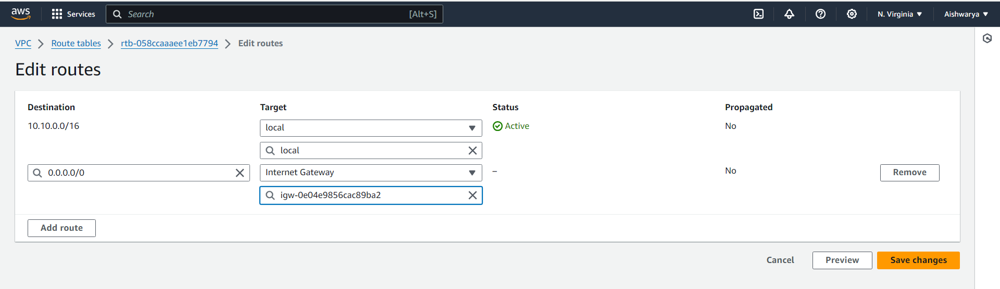 aws Services Search [Alt+S] N. Virginia Aishwarya
VPC Route tables rtb-058ccaaaee1eb7794 Edit routes
Edit routes
Destination Target Status Propagated
10.10.0.0/16 local Active No
local
0.0.0.0/0 Internet Gateway – No Remove
igw-0e04e9856cac89ba2
Add route
Cancel Preview Save changes